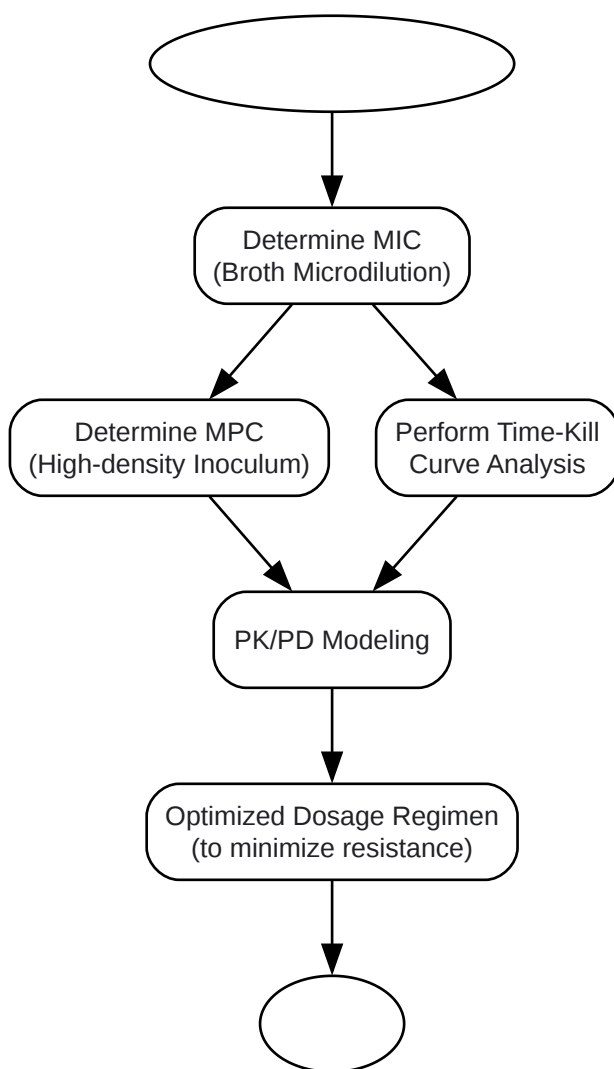 Determine MIC
(Broth Microdilution)
Determine MPC
(High-density Inoculum)
Perform Time-Kill
Curve Analysis
PK/PD Modeling
Optimized Dosage Regimen
(to minimize resistance)